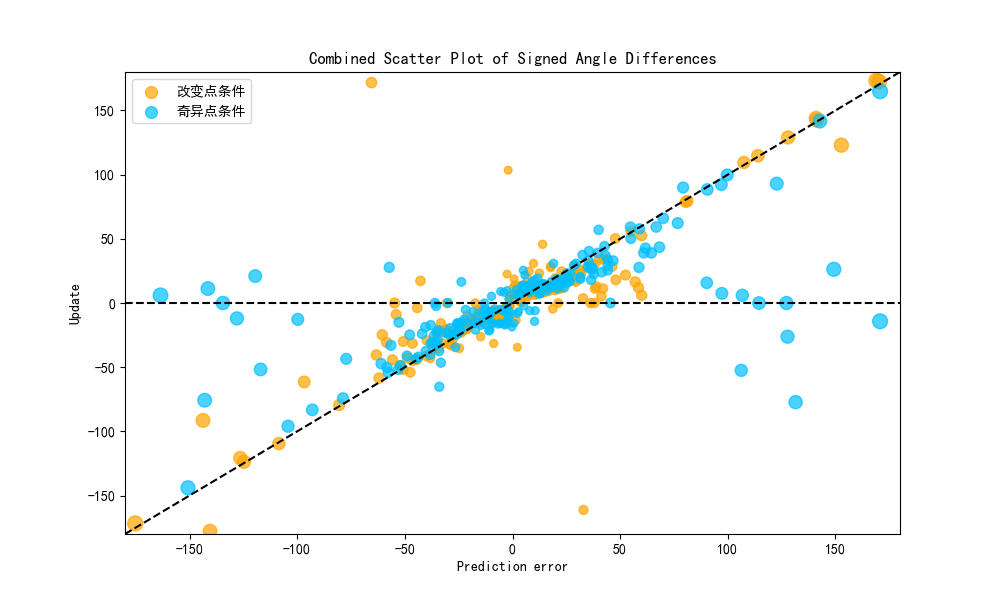 Combined Scatter Plot of Signed Angle Differences
改变点条件
奇异点条件
150
100
50
0
−50
−100
−150
Update
−150 −100 −50 0 50 100 150
Prediction error